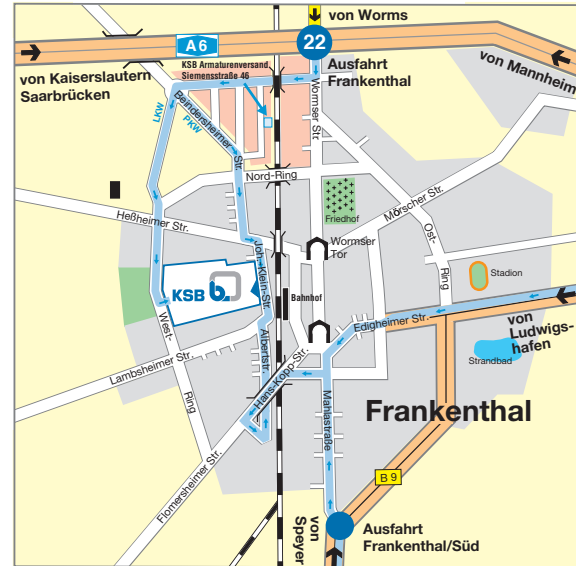 von Worms
A6
22
von Kaiserslautern
Saarbrücken
KSB Armaturenversand
Siemensstraße 46
Ausfahrt
Frankenthal
von Mannheim
LKW
PKW
Beindersheimer Str.
Wormser Str.
Nord-Ring
Friedhof
Mörscher Str.
Heßheimer Str.
Wormser
Tor
Ost-
Ring
Joh.-Klein-Str.
KSB b.
Bahnhof
Stadion
West-
Ring
Edigheimer Str.
von
Ludwigs-
hafen
Strandbad
Lambsheimer Str.
Albertstr.
Hans-Kopp-Str.
Mahlastraße
Frankenthal
Flomersheimer Str.
B 9
von
Speyer
Ausfahrt
Frankenthal/Süd